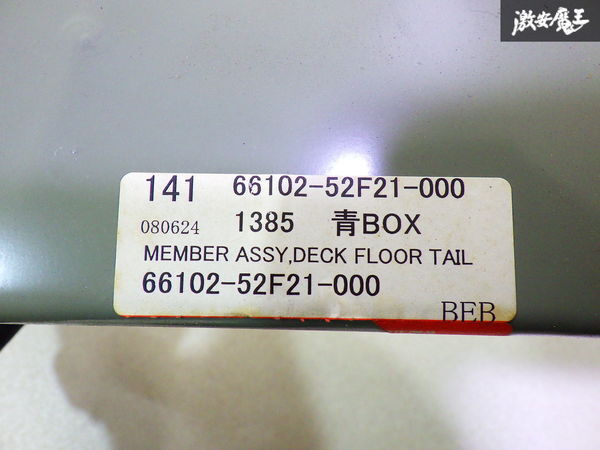 激安魔王
141 66102-52F21-000
080624 1385 青BOX
MEMBER ASSY,DECK FLOOR TAIL
66102-52F21-000
BEB